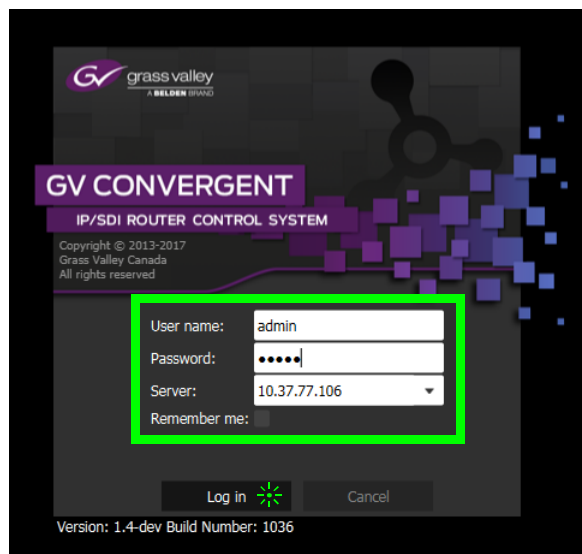 GV grass valley
A BELDEN BRAND
GV CONVERGENT
IP/SDI ROUTER CONTROL SYSTEM
Copyright © 2013-2017
Grass Valley Canada
All rights reserved
User name: admin
Password: •••••
Server: 10.37.77.106
Remember me:
Log in Cancel
Version: 1.4-dev Build Number: 1036